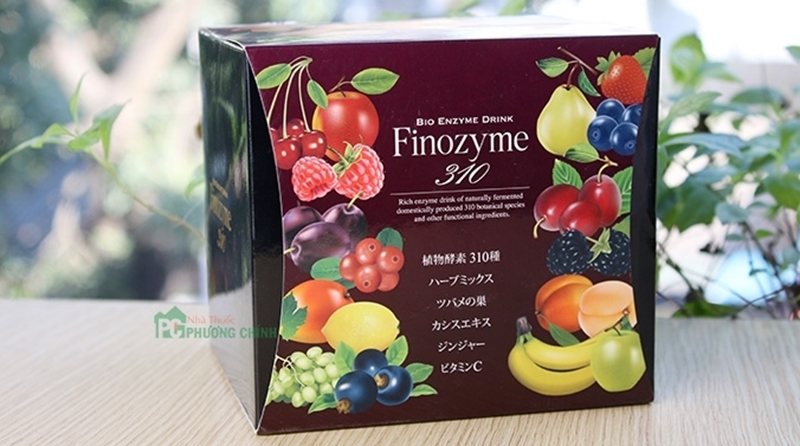 BIO ENZYME DRINK
Finozyme
310
Rich enzyme drink of naturally fermented
domestically produced 310 botanical species
and other functional ingredients.
植物酵素 310種
ハーブミックス
ツバメの巣
カシスエキス
ジンジャー
ビタミンC
Nhà Thuốc
PHƯƠNG CHÍNH